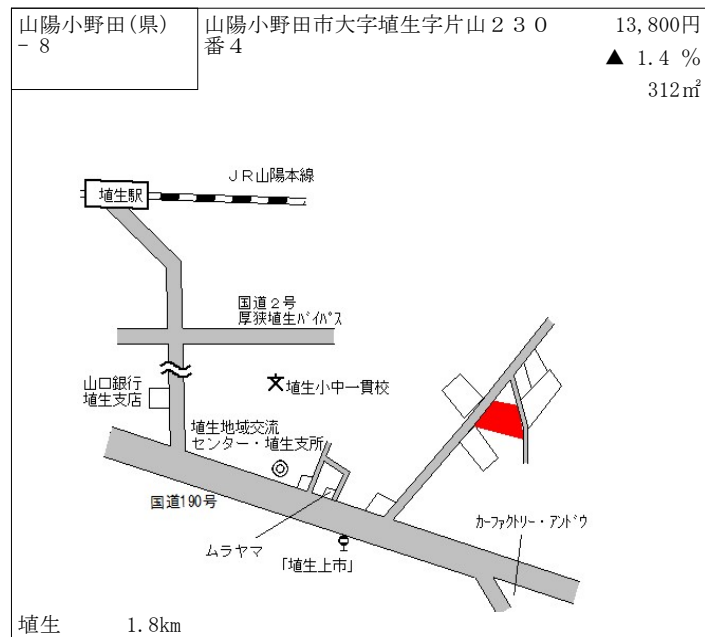 山陽小野田(県)
－８
山陽小野田市大字埴生字片山２３０
番４
13,800円
▲ 1.4 %
312㎡
ＪＲ山陽本線
埴生駅
国道２号
厚狭埴生ﾊﾞｲﾊﾟｽ
山口銀行
埴生支店
埴生小中一貫校
埴生地域交流
センター・埴生支所
国道190号
ムラヤマ
「埴生上市」
ｶｰﾌｧｸﾄﾘｰ・ｱﾝﾄﾞｳ
埴生 1.8km